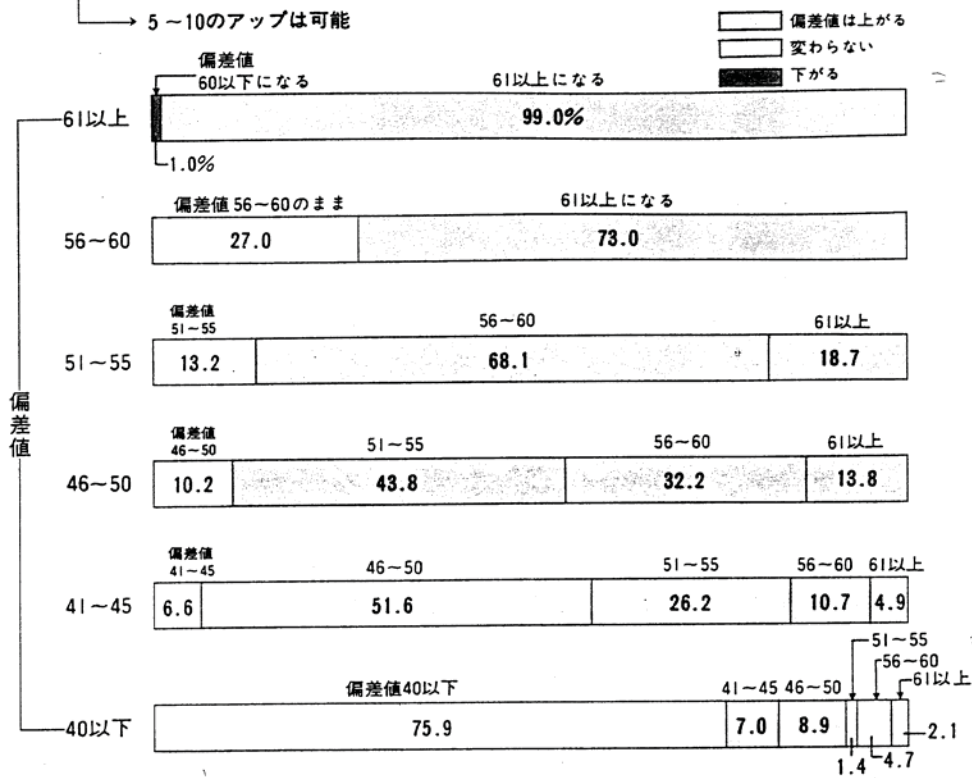 5～10のアップは可能
偏差値は上がる
変わらない
下がる
偏差値
60以下になる
61以上になる
61以上
99.0%
1.0%
偏差値56～60のまま
61以上になる
56～60
27.0
73.0
偏差値
51～55
56～60
61以上
51～55
13.2
68.1
18.7
偏差値
偏差値
46～50
51～55
56～60
61以上
46～50
10.2
43.8
32.2
13.8
偏差値
41～45
46～50
51～55
56～60
61以上
41～45
6.6
51.6
26.2
10.7
4.9
51～55
56～60
61以上
偏差値40以下
41～45
46～50
40以下
75.9
7.0
8.9
2.1
1.4
4.7